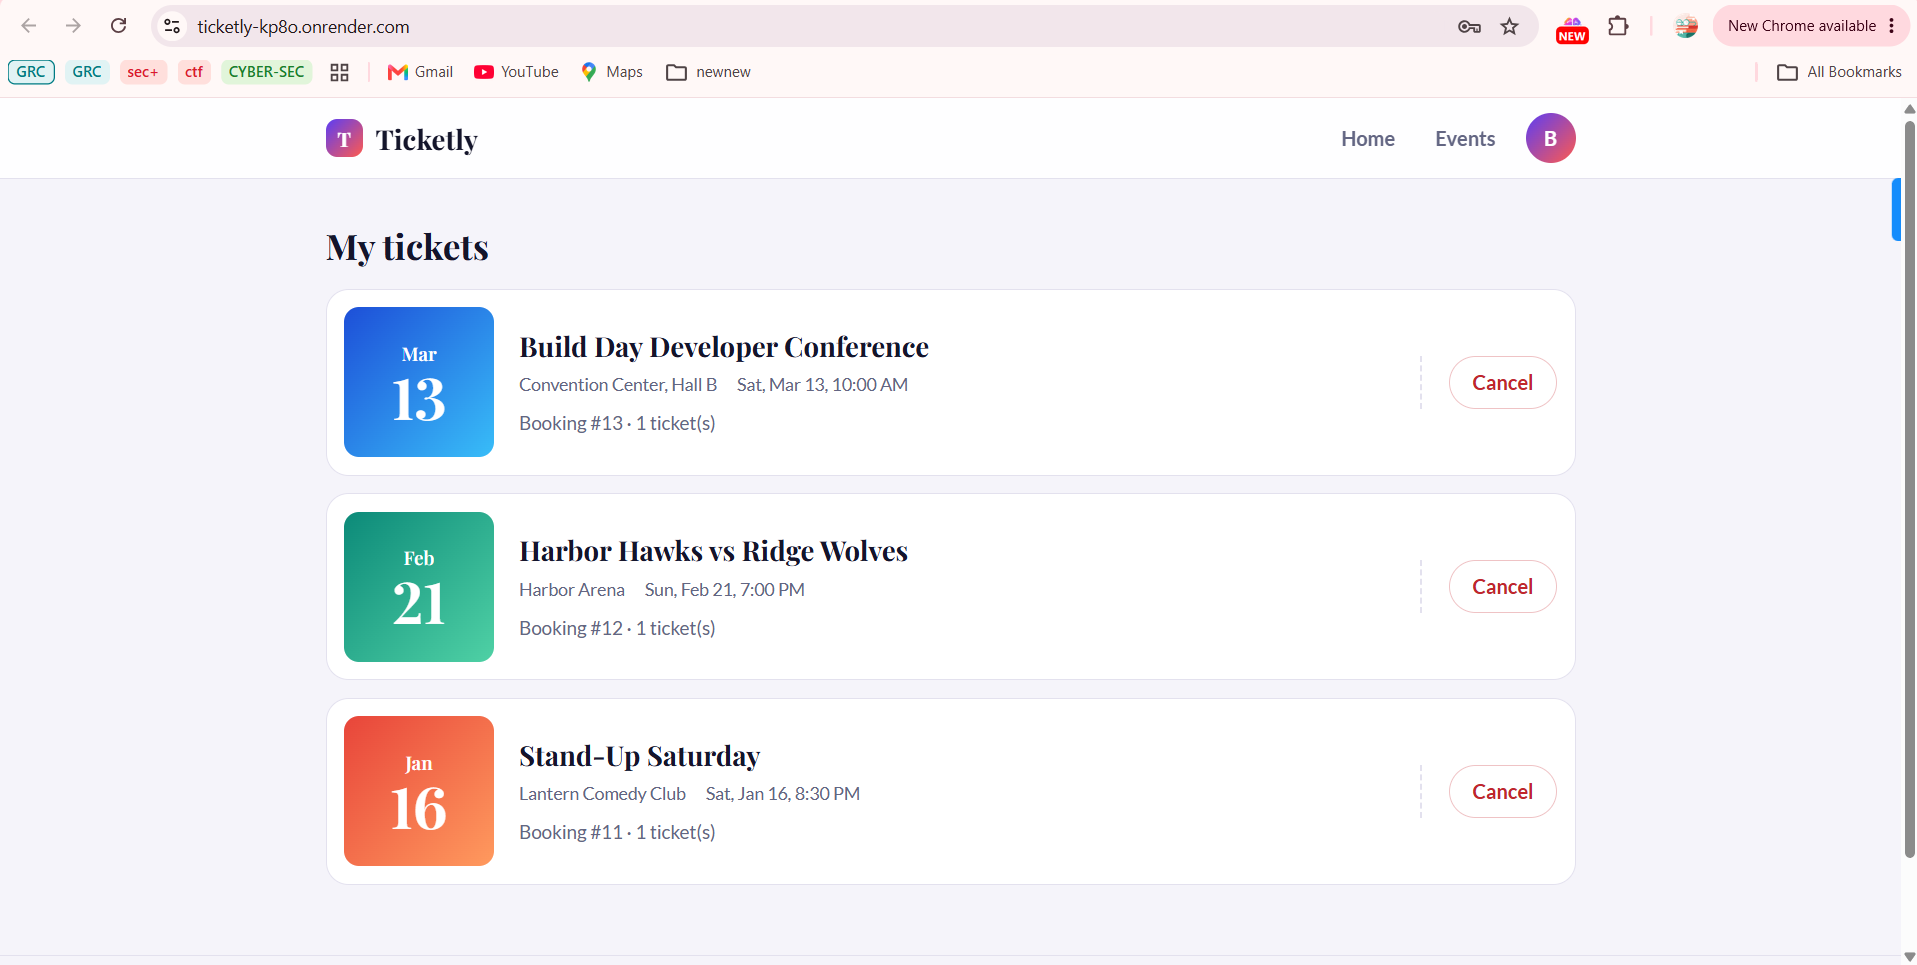 ticketly-kp8o.onrender.com
NEW
New Chrome available
GRC GRC sec+ ctf CYBER-SEC Gmail YouTube Maps newnew All Bookmarks
T Ticketly Home Events B
My tickets
Mar
13
Build Day Developer Conference
Convention Center, Hall B Sat, Mar 13, 10:00 AM
Booking #13 · 1 ticket(s)
Cancel
Feb
21
Harbor Hawks vs Ridge Wolves
Harbor Arena Sun, Feb 21, 7:00 PM
Booking #12 · 1 ticket(s)
Cancel
Jan
16
Stand-Up Saturday
Lantern Comedy Club Sat, Jan 16, 8:30 PM
Booking #11 · 1 ticket(s)
Cancel